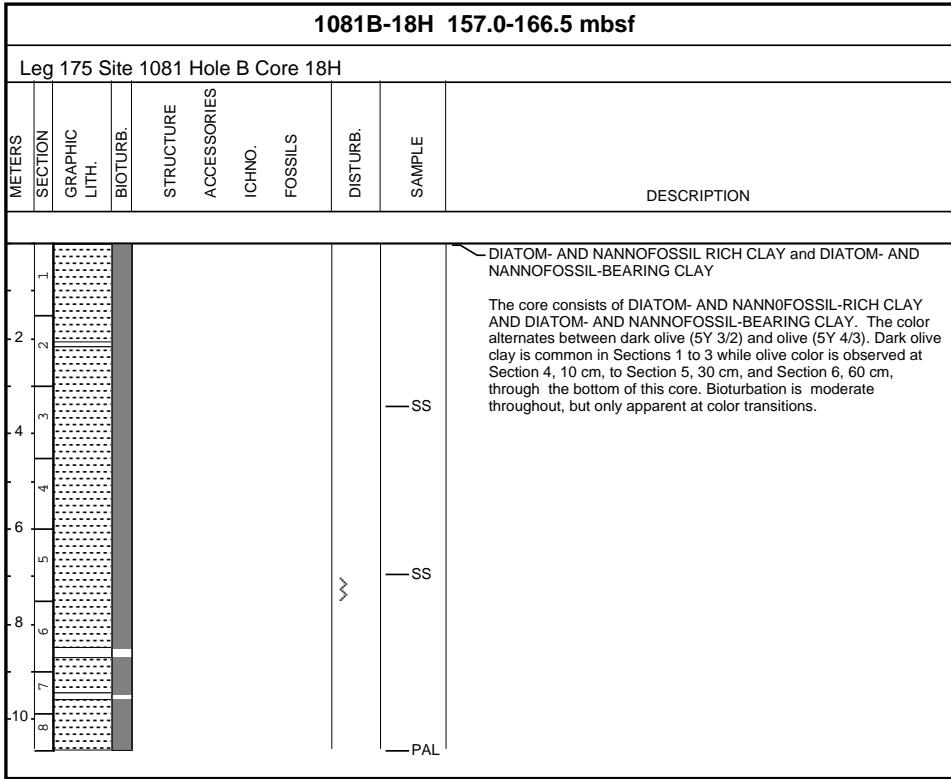 1081B-18H 157.0-166.5 mbsf
Leg 175 Site 1081 Hole B Core 18H
METERS
SECTION
GRAPHIC
LITH.
BIOTURB.
STRUCTURE
ACCESSORIES
ICHNO.
FOSSILS
DISTURB.
SAMPLE
DESCRIPTION
DIATOM- AND NANNOFOSSIL RICH CLAY and DIATOM- AND
NANNOFOSSIL-BEARING CLAY
The core consists of DIATOM- AND NANN0FOSSIL-RICH CLAY
AND DIATOM- AND NANNOFOSSIL-BEARING CLAY. The color
alternates between dark olive (5Y 3/2) and olive (5Y 4/3). Dark olive
clay is common in Sections 1 to 3 while olive color is observed at
Section 4, 10 cm, to Section 5, 30 cm, and Section 6, 60 cm,
through the bottom of this core. Bioturbation is moderate
throughout, but only apparent at color transitions.
1
2
2
3
SS
4
4
6
5
SS
8
6
7
10
8
PAL